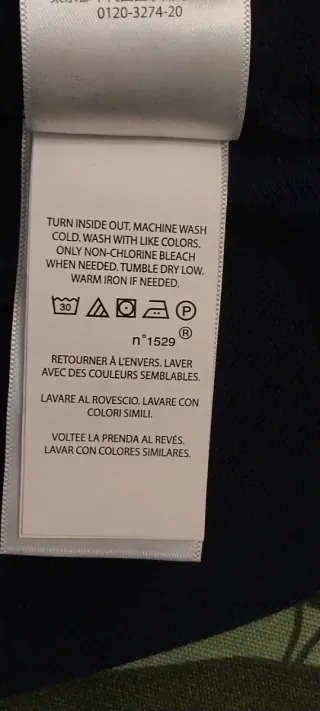 0120-3274-20
TURN INSIDE OUT. MACHINE WASH
COLD. WASH WITH LIKE COLORS.
ONLY NON-CHLORINE BLEACH
WHEN NEEDED. TUMBLE DRY LOW.
WARM IRON IF NEEDED.
30 P
n°1529 ®
RETOURNER À L'ENVERS. LAVER
AVEC DES COULEURS SEMBLABLES.
LAVARE AL ROVESCIO. LAVARE CON
COLORI SIMILI.
VOLTEE LA PRENDA AL REVÉS.
LAVAR CON COLORES SIMILARES.